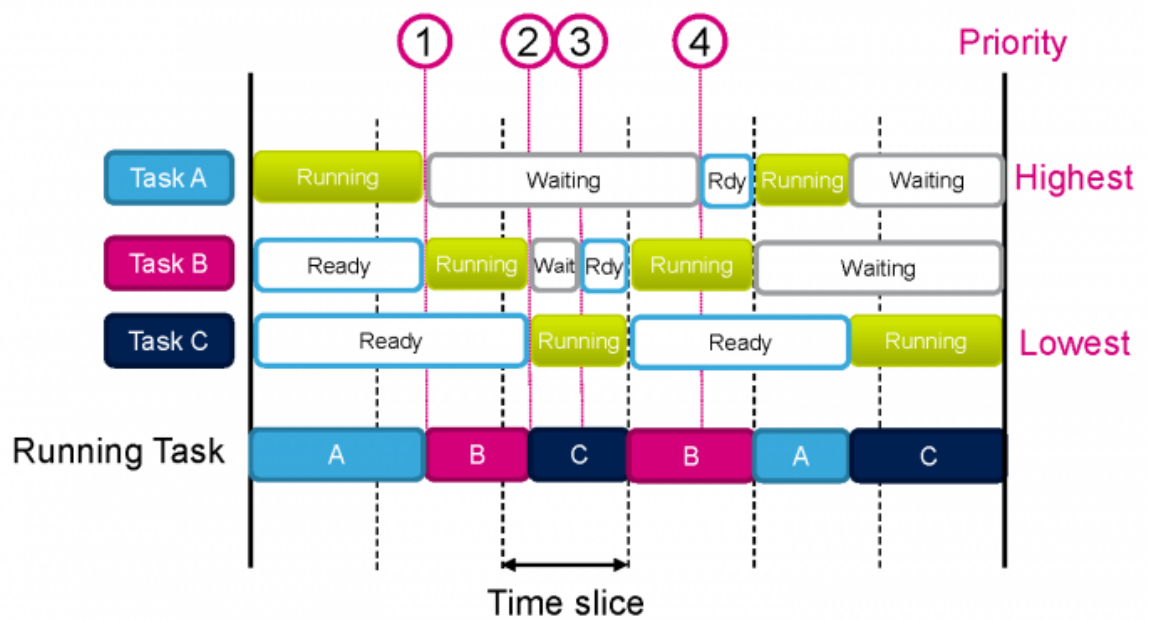 1 2 3 4 Priority
Task A Running Waiting Rdy Running Waiting Highest
Task B Ready Running Wait Rdy Running Waiting
Task C Ready Running Ready Running Lowest
Running Task A B C B A C
Time slice